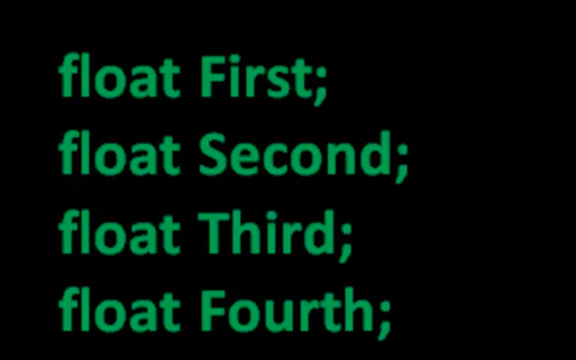 float First;
float Second;
float Third;
float Fourth;